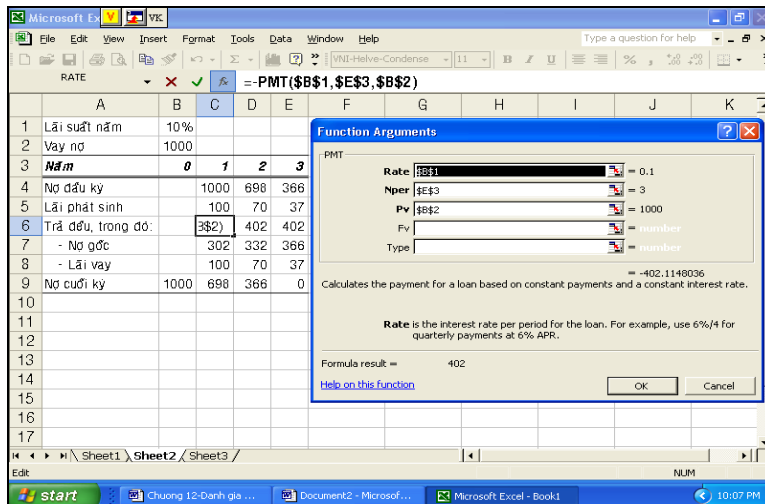 Microsoft Ex V VK
File Edit View Insert Format Tools Data Window Help Type a question for help
VNI-Helve-Condense 11 B I U % ,
RATE =-PMT($B$1,$E$3,$B$2)
A B C D E F G H I J K
1 Lãi suất năm 10%
2 Vay nợ 1000
3 Năm 0 1 2 3
4 Nợ đầu kỳ 1000 698 366
5 Lãi phát sinh 100 70 37
6 Trả đều, trong đó: B$2) 402 402
7 - Nợ gốc 302 332 366
8 - Lãi vay 100 70 37
9 Nợ cuối kỳ 1000 698 366 0
10
11
12
13
14
15
16
17
Function Arguments
PMT
Rate $B$1 = 0.1
Nper $E$3 = 3
Pv $B$2 = 1000
Fv = number
Type = number
= -402.1148036
Calculates the payment for a loan based on constant payments and a constant interest rate.
Rate is the interest rate per period for the loan. For example, use 6%/4 for
quarterly payments at 6% APR.
Formula result = 402
Help on this function OK Cancel
Sheet1 Sheet2 Sheet3
Edit NUM
start Chuong 12-Danh gia ... Document2 - Microsof... Microsoft Excel - Book1 10:07 PM